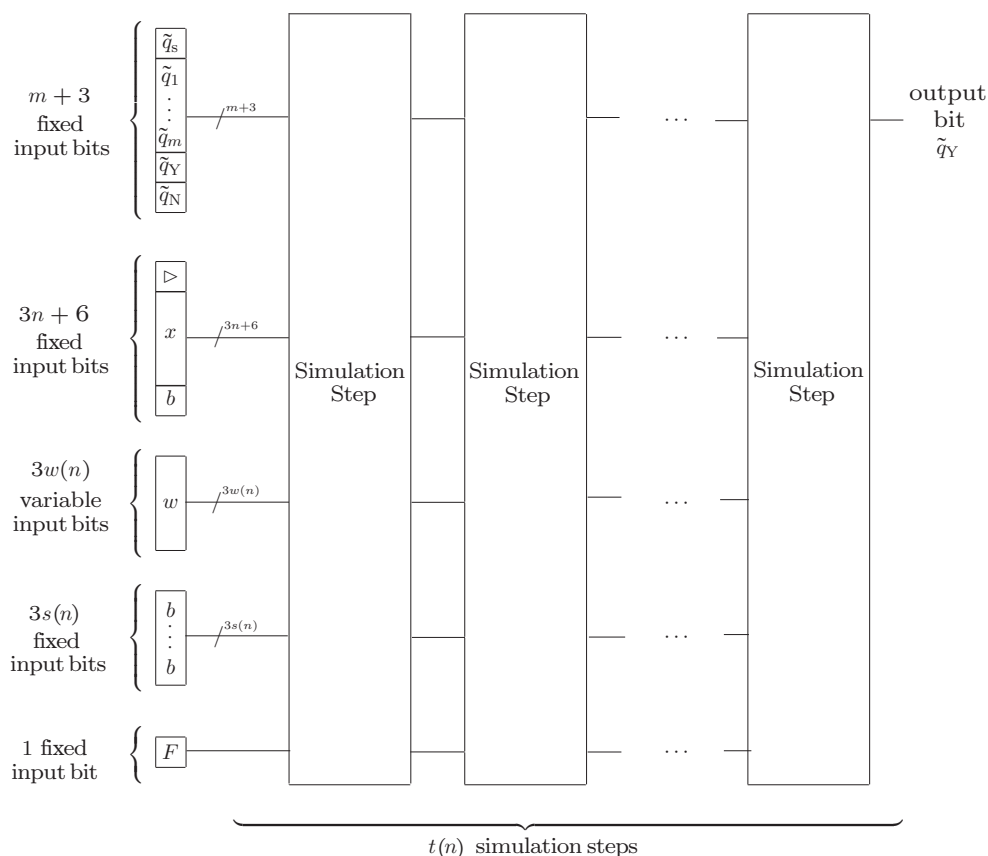 m + 3
fixed
input bits
q̃s
q̃1
⋮
q̃m
q̃Y
q̃N
m+3
···
output
bit
q̃Y
3n + 6
fixed
input bits
▷
x
b
3n+6
Simulation
Step
Simulation
Step
···
Simulation
Step
3w(n)
variable
input bits
w
3w(n)
···
3s(n)
fixed
input bits
b
⋮
b
3s(n)
···
1 fixed
input bit
F
···
t(n) simulation steps